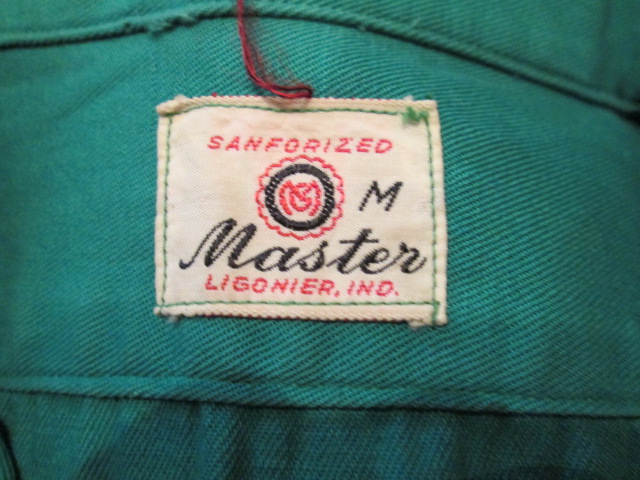 SANFORIZED
M
Master
LIGONIER, IND.